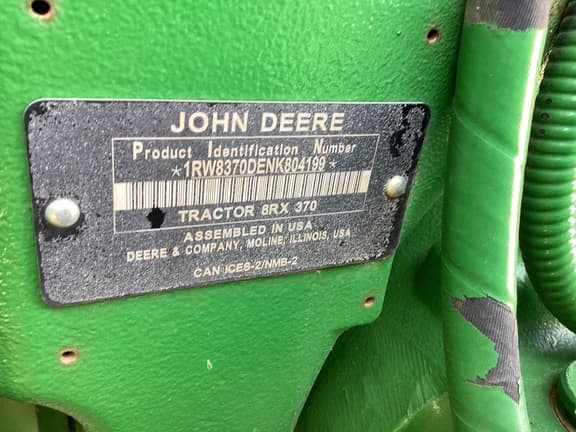 JOHN DEERE
Product Identification Number
*1RW8370DENK804199*
TRACTOR 8RX 370
ASSEMBLED IN USA
DEERE & COMPANY, MOLINE, ILLINOIS, USA
CAN ICES-2/NMB-2